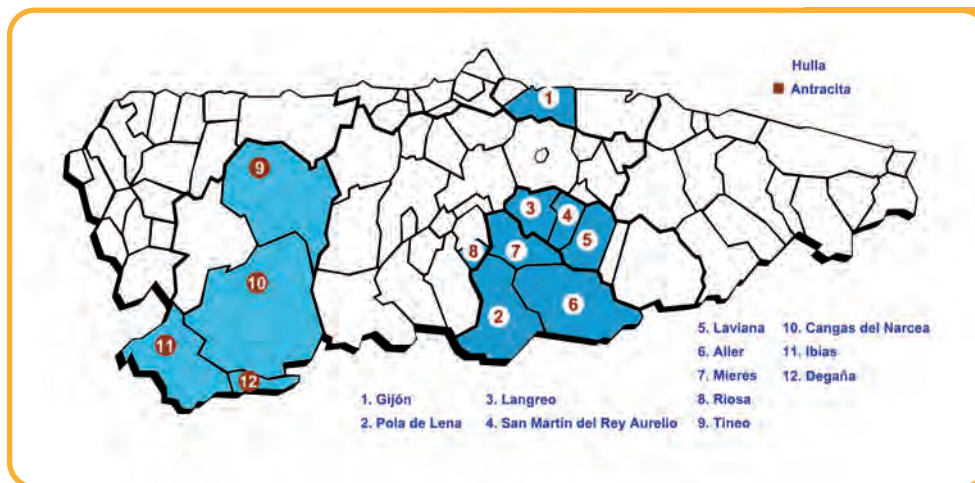 Hulla
Antracita
1
9
3
4
5
8
7
10
6
2
11
12
1. Gijón
2. Pola de Lena
3. Langreo
4. San Martín del Rey Aurelio
5. Laviana
6. Aller
7. Mieres
8. Riosa
9. Tineo
10. Cangas del Narcea
11. Ibias
12. Degaña